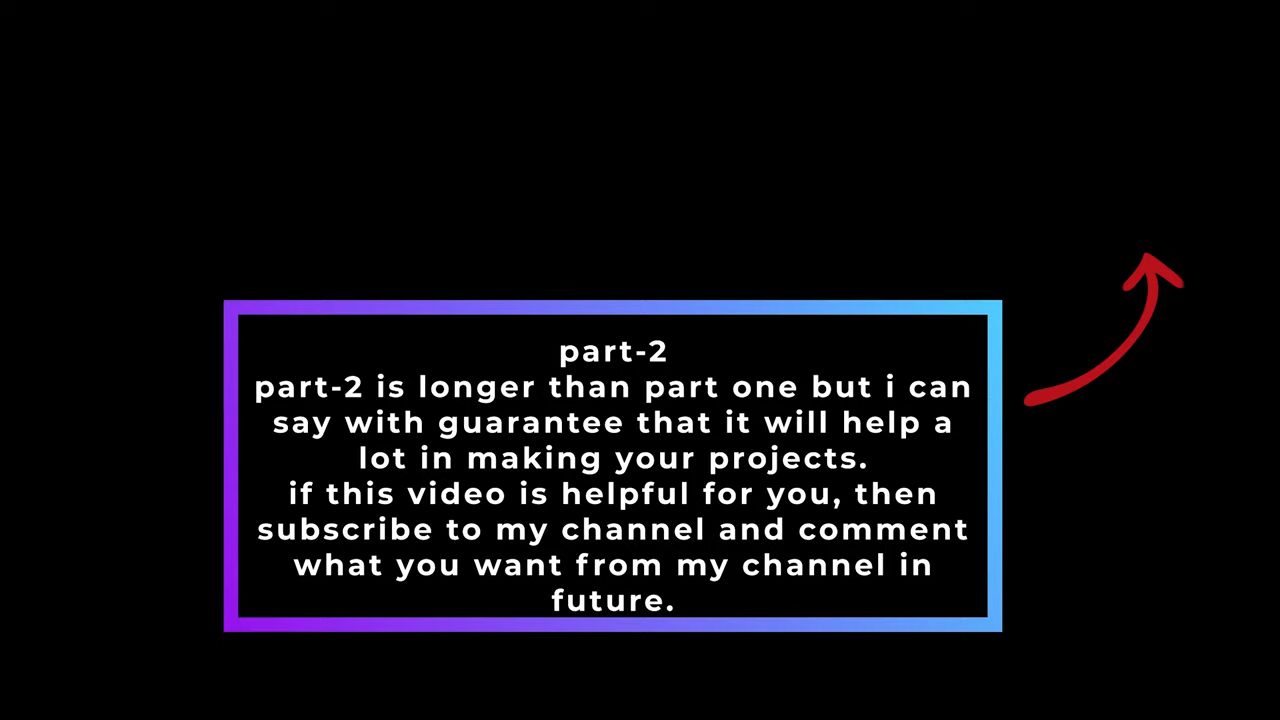 part-2
part-2 is longer than part one but i can
say with guarantee that it will help a
lot in making your projects.
if this video is helpful for you, then
subscribe to my channel and comment
what you want from my channel in
future.